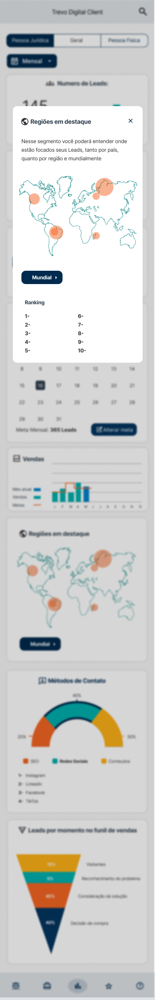 Trevo Digital Client
Pessoa Jurídica Geral Pessoa Física
Mensal
Numero de Leads:
145
Regiões em destaque
Nesse segmento você poderá entender onde
estão focados seus Leads, tanto por país,
quanto por região e mundialmente
Mundial
Ranking
1- 6-
2- 7-
3- 8-
4- 9-
5- 10-
8 9 10 11 12 13 14
15 16 17 18 19 20 21
22 23 24 25 26 27 28
29 30 31
Meta Mensal: 365 Leads Alterar meta
Vendas
Mes atual
Vendas
Metas
J F M A M J J A S O N D
Regiões em destaque
Mundial
Métodos de Contato
45%
25% 30%
SEO Redes Sociais Conteudos
1- Instagram
2- Linkedin
3- Facebook
4- TikTok
Leads por momento no funil de vendas
10% Visitantes
5% Reconhecimento do problema
45% Consideração da solução
40% Decisão de compra